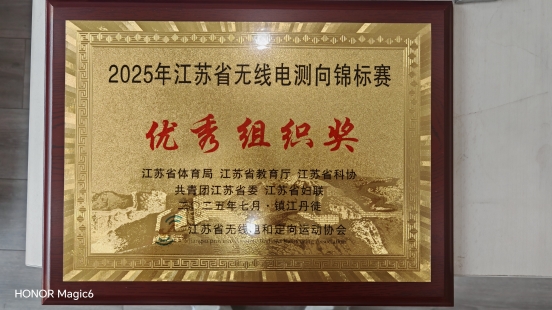 2025年江苏省无线电测向锦标赛
优秀组织奖
江苏省体育局 江苏省教育厅 江苏省科协
共青团江苏省委 江苏省妇联
二〇二五年七月·镇江丹徒
江苏省无线电和定向运动协会
HONOR Magic6